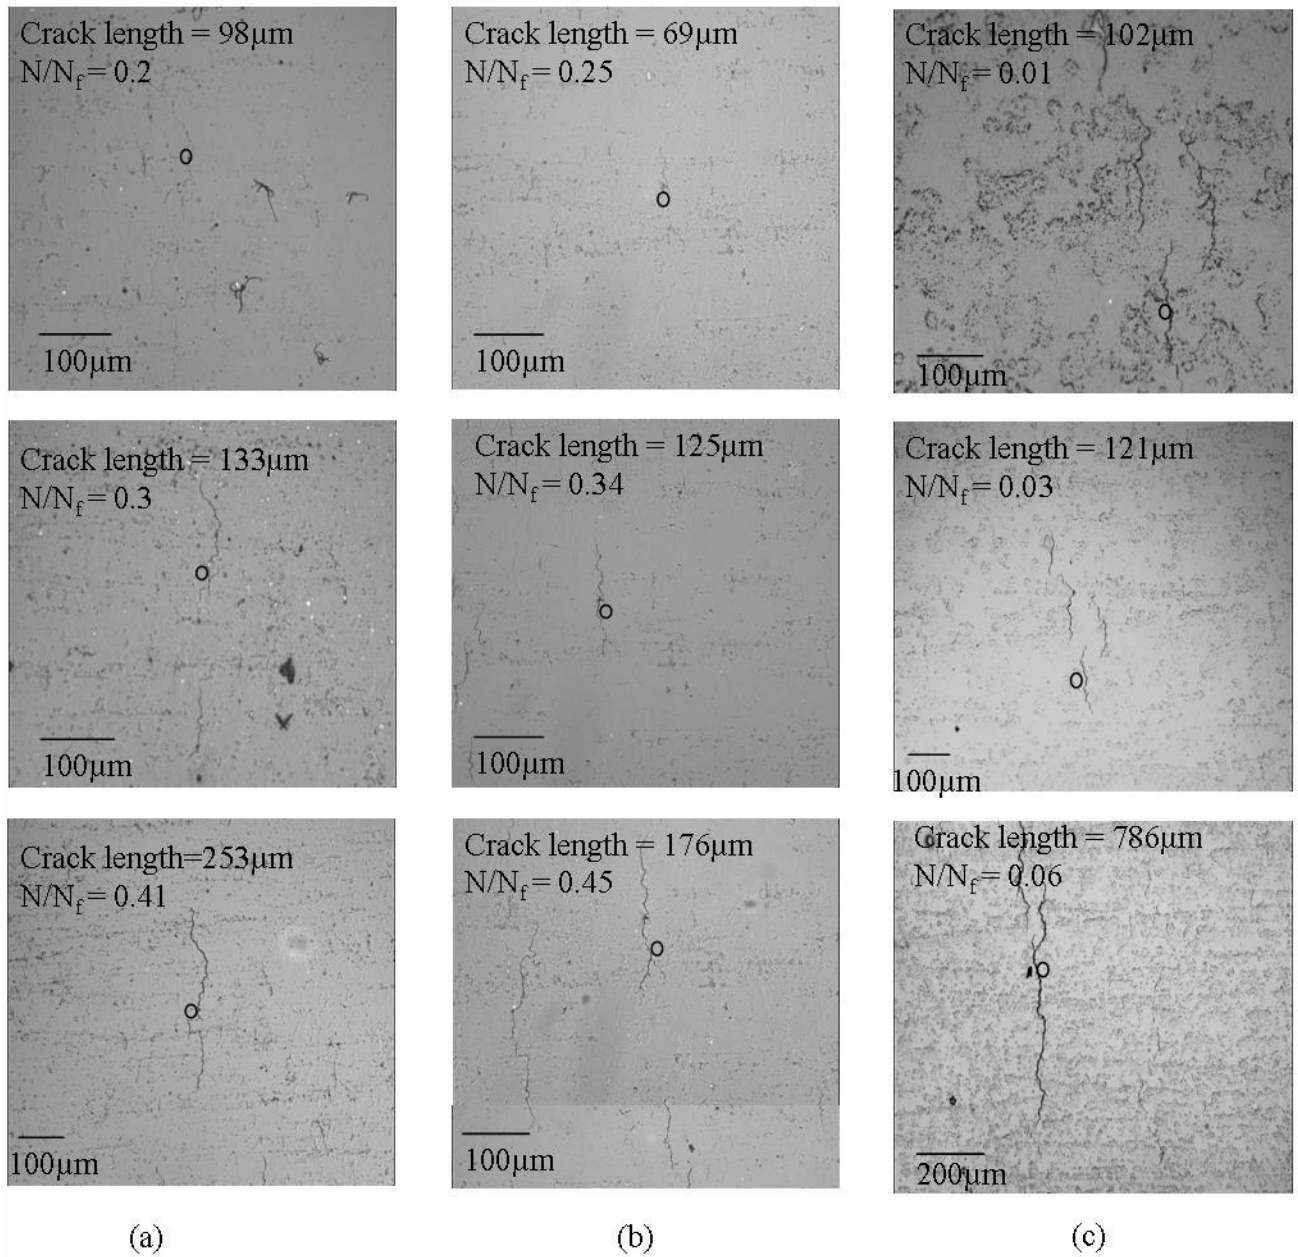 Crack length = 98μm
N/Nf = 0.2
100μm
Crack length = 69μm
N/Nf = 0.25
100μm
Crack length = 102μm
N/Nf = 0.01
100μm
Crack length = 133μm
N/Nf = 0.3
100μm
Crack length = 125μm
N/Nf = 0.34
100μm
Crack length = 121μm
N/Nf = 0.03
100μm
Crack length=253μm
N/Nf = 0.41
100μm
Crack length = 176μm
N/Nf = 0.45
100μm
Crack length = 786μm
N/Nf = 0.06
200μm
(a)
(b)
(c)